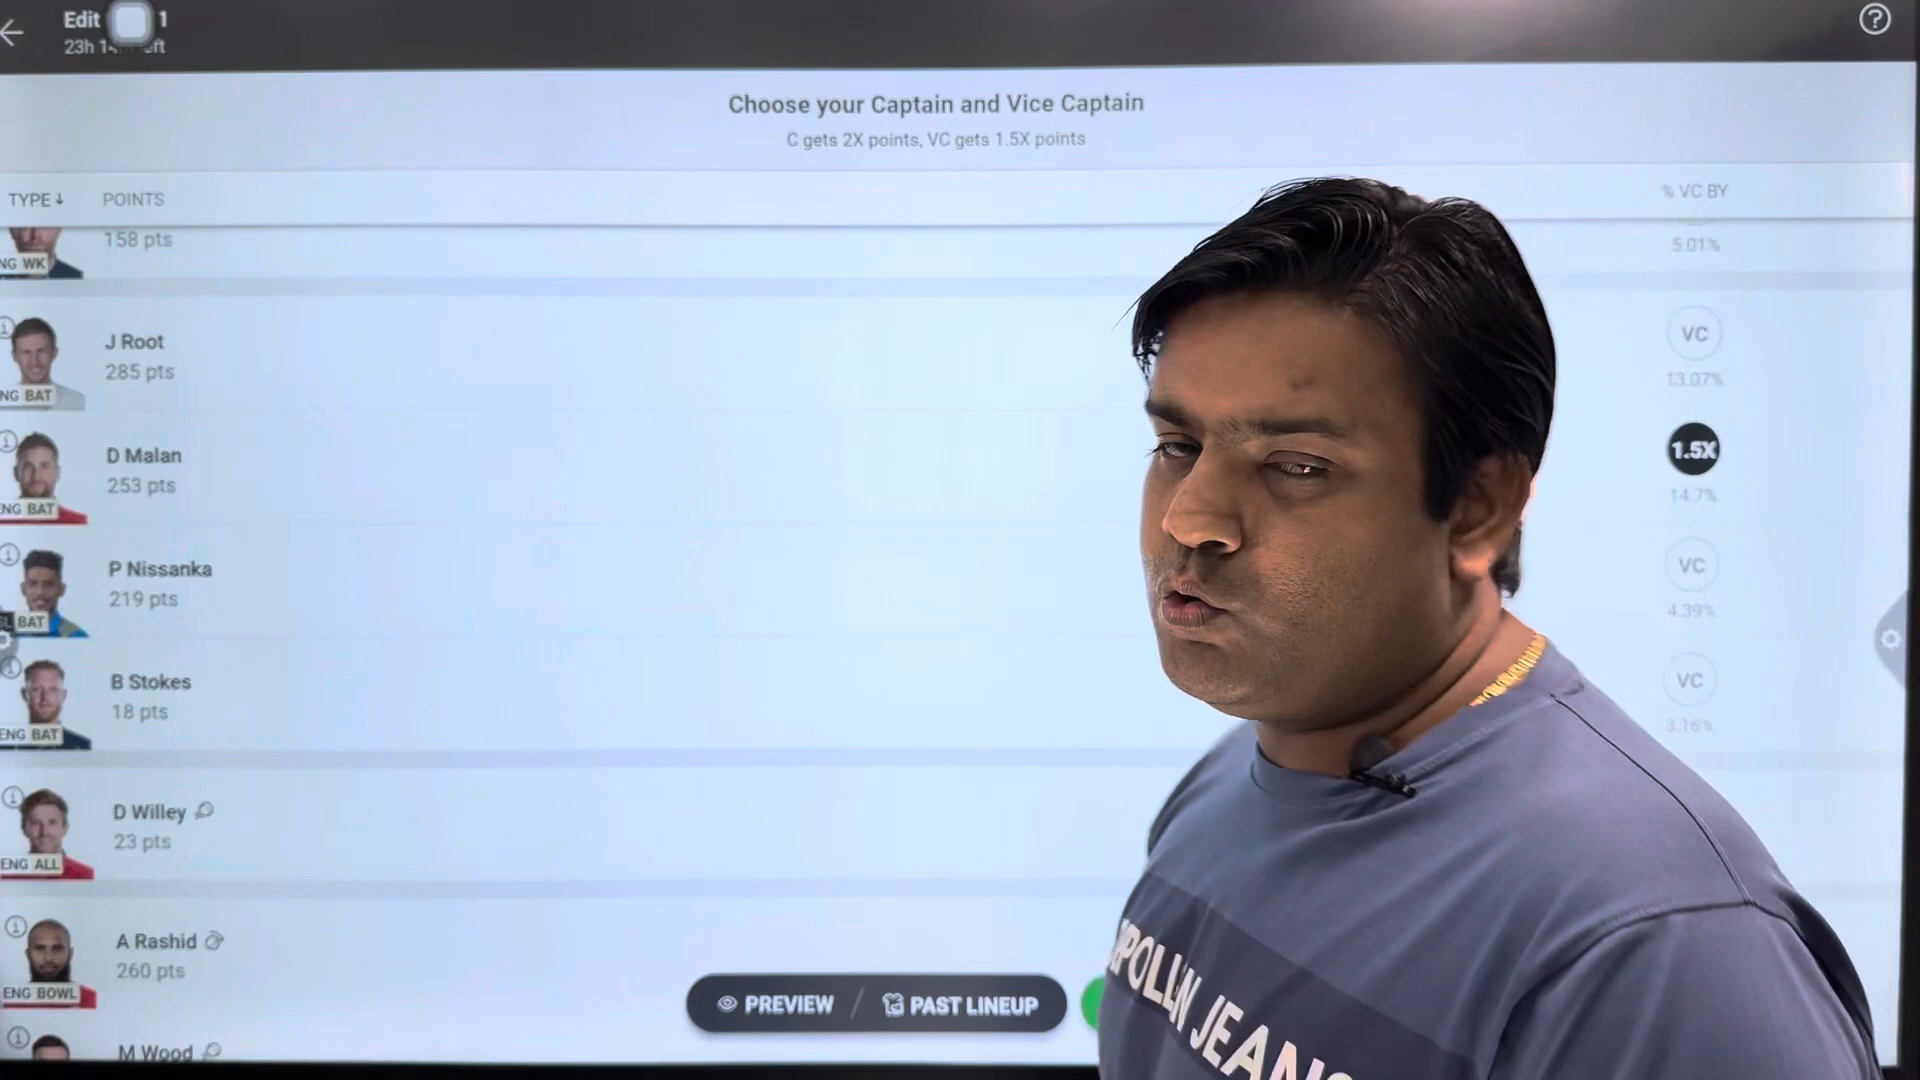 Edit 1
23h
Choose your Captain and Vice Captain
C gets 2X points, VC gets 1.5X points
TYPE↓ POINTS % VC BY
158 pts 5.01%
NG WK
J Root VC
285 pts 13.07%
NG BAT
D Malan 1.5X
253 pts 14.7%
ENG BAT
P Nissanka VC
219 pts 4.39%
BAT
B Stokes VC
18 pts 3.16%
ENG BAT
D Willey
23 pts
ENG ALL
A Rashid
260 pts
ENG BOWL
PREVIEW / PAST LINEUP
M Wood
JEANS